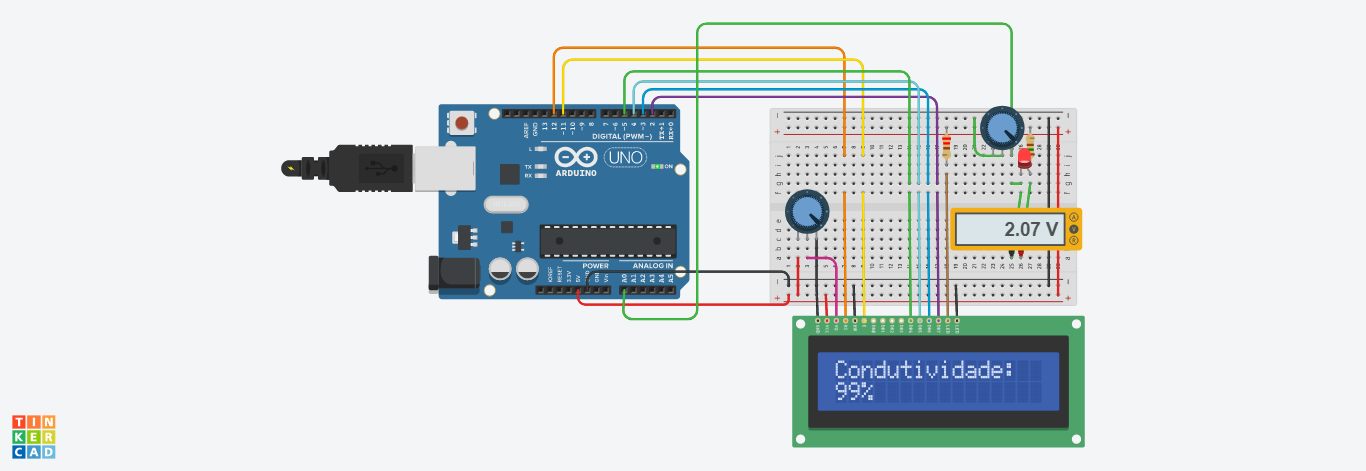 AREF
GND
13
12
~11
~10
~9
8
7
~6
~5
4
~3
2
TX→1
RX←0
DIGITAL (PWM~)
L
TX
RX
ARDUINO
UNO
ON
POWER
ANALOG IN
IOREF
RESET
3.3V
5V
GND
Vin
A0
A1
A2
A3
A4
A5
2.07 V
A
V
R
Condutividade:
99%
TIN
KER
CAD